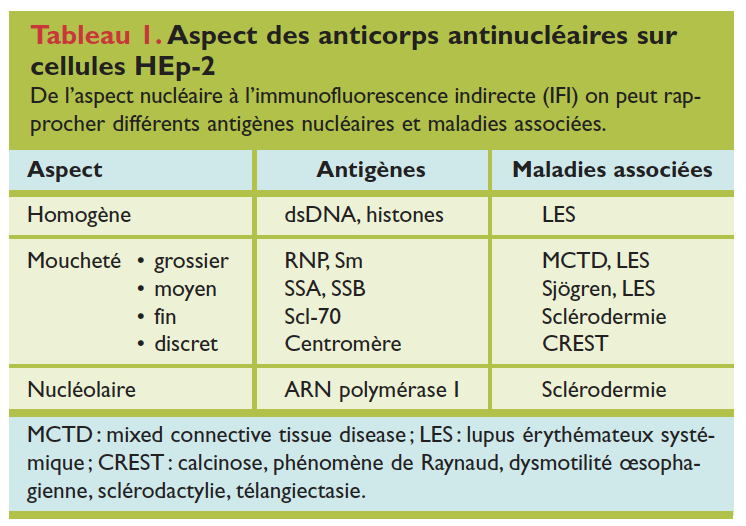 Tableau 1. Aspect des anticorps antinucléaires sur
cellules HEp-2
De l'aspect nucléaire à l'immunofluorescence indirecte (IFI) on peut rap-
procher différents antigènes nucléaires et maladies associées.
Aspect Antigènes Maladies associées
Homogène dsDNA, histones LES
Moucheté • grossier RNP, Sm MCTD, LES
• moyen SSA, SSB Sjögren, LES
• fin Scl-70 Sclérodermie
• discret Centromère CREST
Nucléolaire ARN polymérase I Sclérodermie
MCTD : mixed connective tissue disease ; LES : lupus érythémateux systé-
mique ; CREST : calcinose, phénomène de Raynaud, dysmotilité œsopha-
gienne, sclérodactylie, télangiectasie.